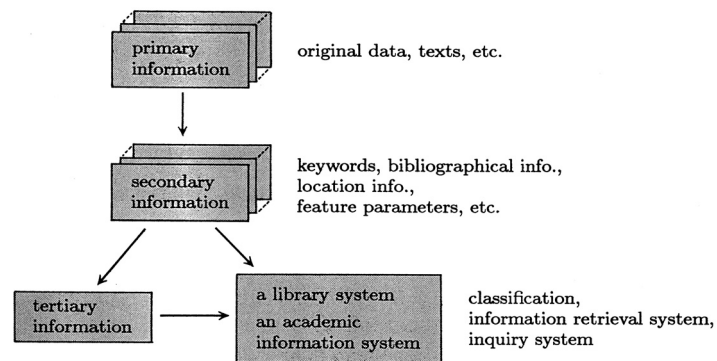 primary
information
original data, texts, etc.
secondary
information
keywords, bibliographical info.,
location info.,
feature parameters, etc.
tertiary
information
a library system
an academic
information system
classification,
information retrieval system,
inquiry system